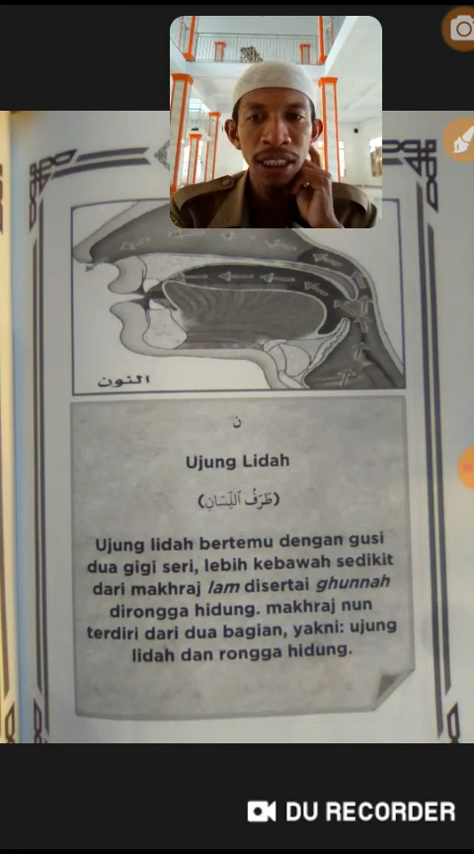 النون
ن
Ujung Lidah
(طَرَفُ ٱللِّسَانِ)
Ujung lidah bertemu dengan gusi
dua gigi seri, lebih kebawah sedikit
dari makhraj lam disertai ghunnah
dirongga hidung. makhraj nun
terdiri dari dua bagian, yakni: ujung
lidah dan rongga hidung.
DU RECORDER